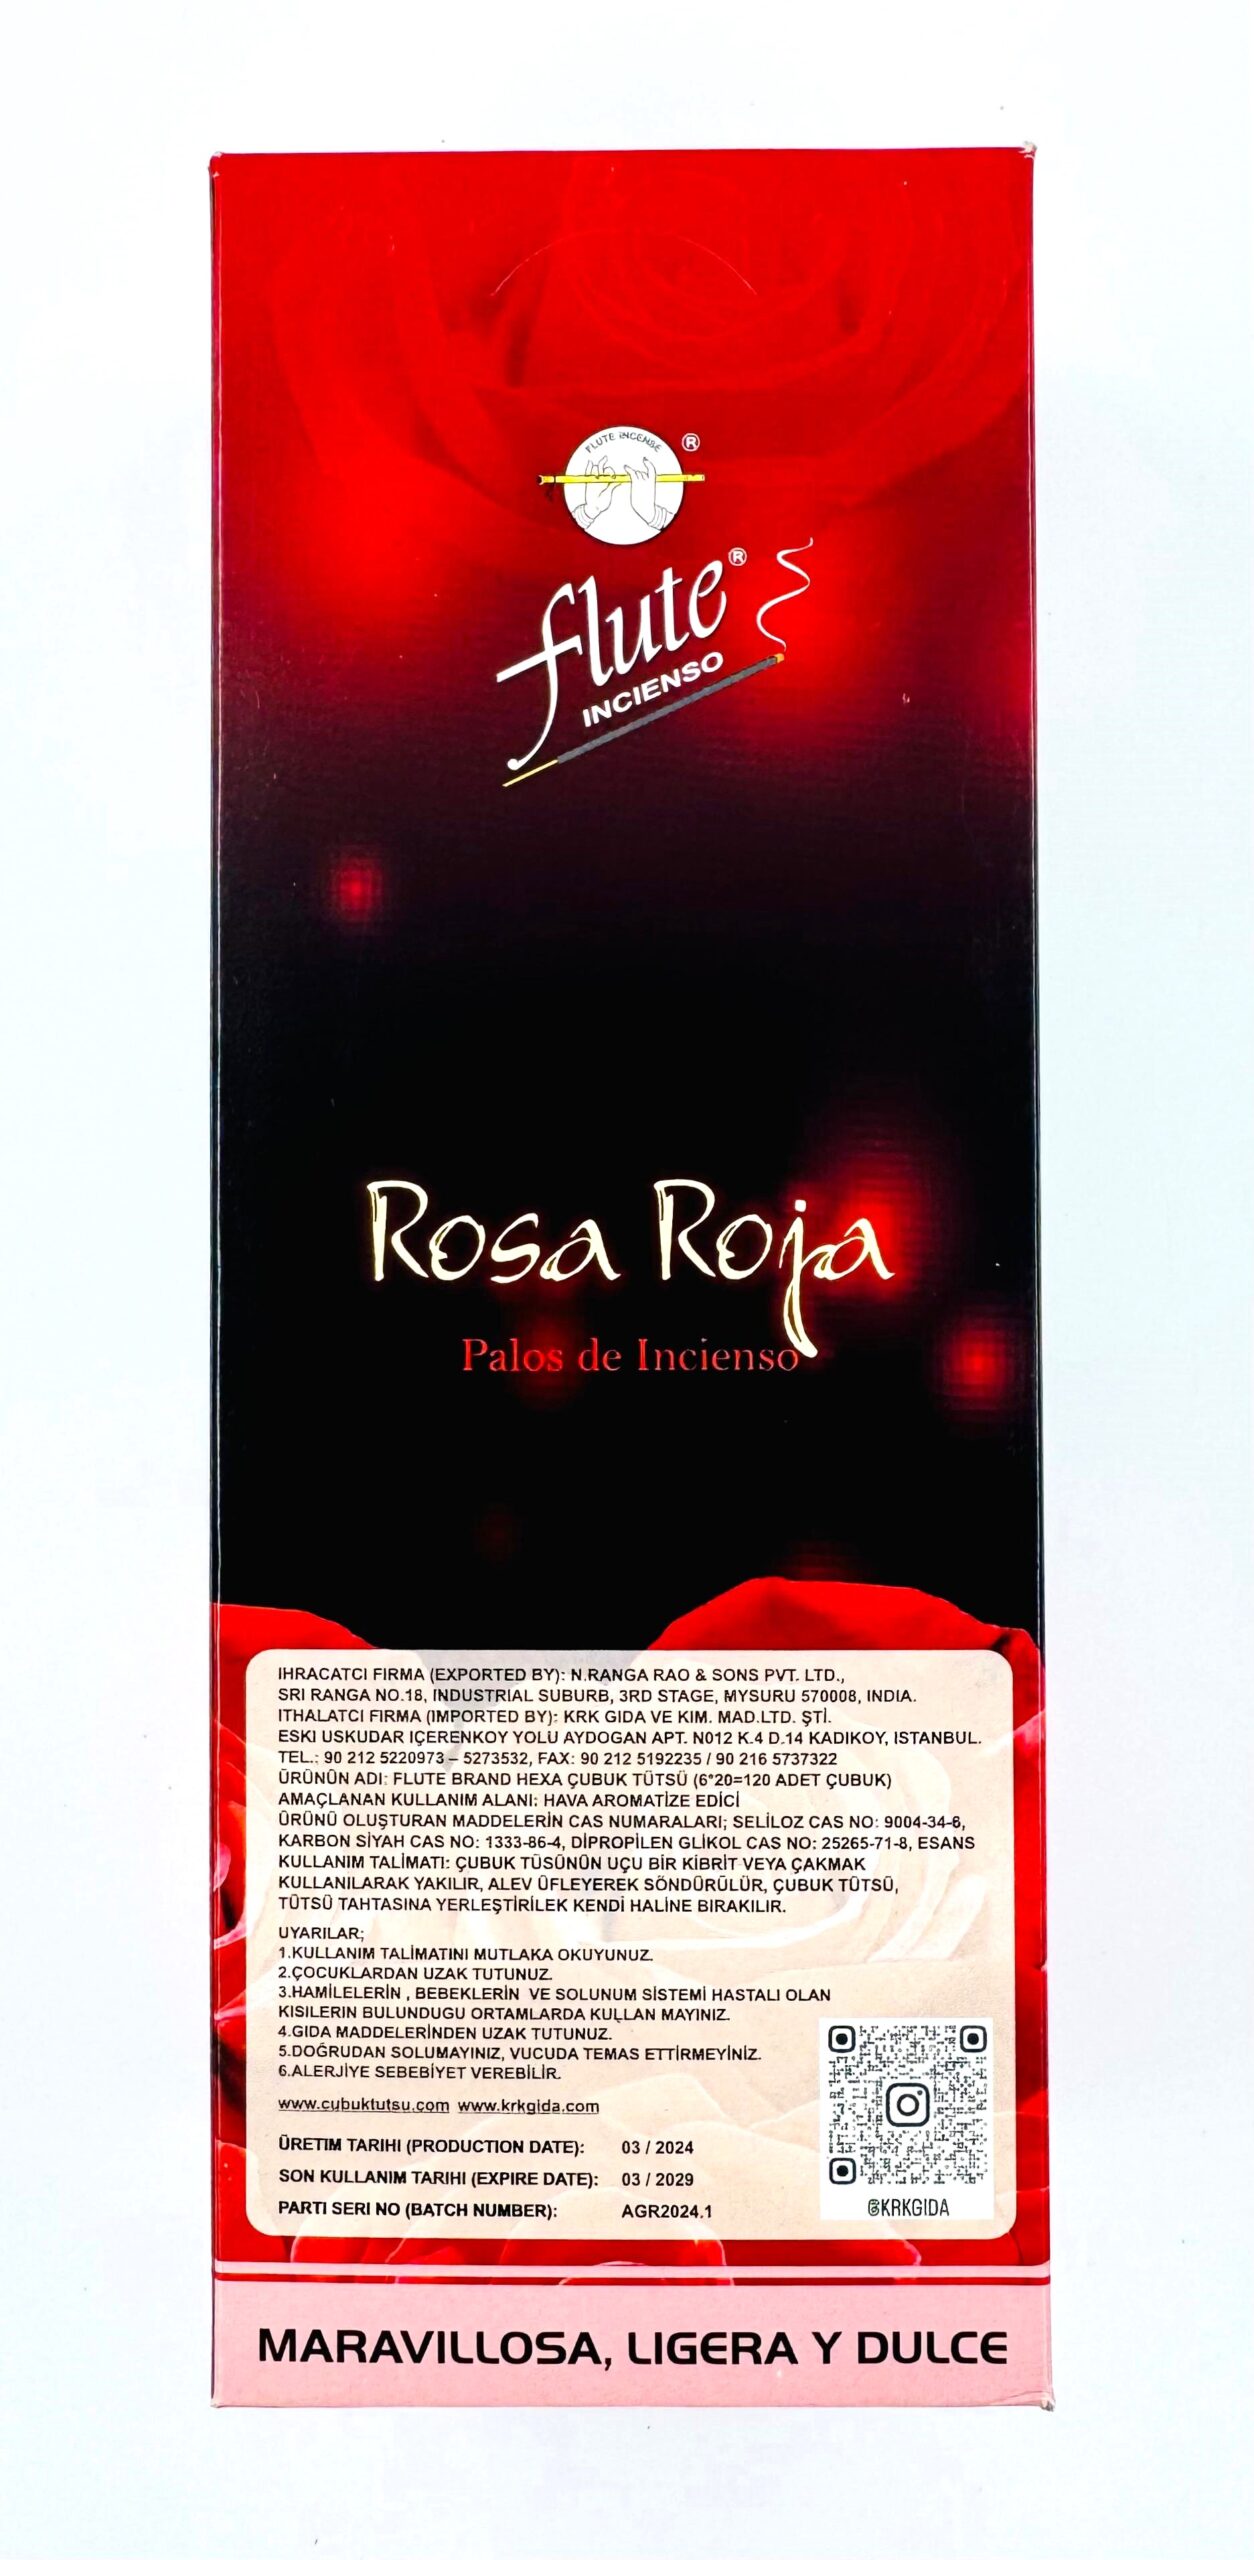 FLUTE INCENSE ®
flute®
INCIENSO
Rosa Roja
Palos de Incienso
IHRACATCI FIRMA (EXPORTED BY): N.RANGA RAO & SONS PVT. LTD.,
SRI RANGA NO.18, INDUSTRIAL SUBURB, 3RD STAGE, MYSURU 570008, INDIA.
ITHALATCI FIRMA (IMPORTED BY): KRK GIDA VE KIM. MAD.LTD. ŞTİ.
ESKI USKUDAR IÇERENKOY YOLU AYDOGAN APT. N012 K.4 D.14 KADIKOY, ISTANBUL.
TEL.: 90 212 5220973 – 5273532, FAX: 90 212 5192235 / 90 216 5737322
ÜRÜNÜN ADI: FLUTE BRAND HEXA ÇUBUK TÜTSÜ (6*20=120 ADET ÇUBUK)
AMAÇLANAN KULLANIM ALANI: HAVA AROMATİZE EDİCİ
ÜRÜNÜ OLUŞTURAN MADDELERİN CAS NUMARALARI; SELİLOZ CAS NO: 9004-34-6,
KARBON SİYAH CAS NO: 1333-86-4, DİPROPİLEN GLİKOL CAS NO: 25265-71-8, ESANS
KULLANIM TALİMATI: ÇUBUK TÜSÜNÜN UÇU BİR KİBRİT VEYA ÇAKMAK
KULLANILARAK YAKILIR, ALEV ÜFLEYEREK SÖNDÜRÜLÜR, ÇUBUK TÜTSÜ,
TÜTSÜ TAHTASINA YERLEŞTİRİLEK KENDİ HALİNE BIRAKILIR.
UYARILAR;
1.KULLANIM TALİMATINI MUTLAKA OKUYUNUZ.
2.ÇOCUKLARDAN UZAK TUTUNUZ.
3.HAMİLELERİN , BEBEKLERİN VE SOLUNUM SİSTEMİ HASTALI OLAN
KISILERIN BULUNDUGU ORTAMLARDA KULLAN MAYINIZ.
4.GIDA MADDELERİNDEN UZAK TUTUNUZ.
5.DOĞRUDAN SOLUMAYINIZ, VUCUDA TEMAS ETTİRMEYİNİZ.
6.ALERJİYE SEBEBİYET VEREBİLİR.
www.cubuktutsu.com www.krkgida.com
ÜRETIM TARIHI (PRODUCTION DATE): 03 / 2024
SON KULLANIM TARIHI (EXPIRE DATE): 03 / 2029
PARTI SERI NO (BATCH NUMBER): AGR2024.1
@KRKGIDA
MARAVILLOSA, LIGERA Y DULCE